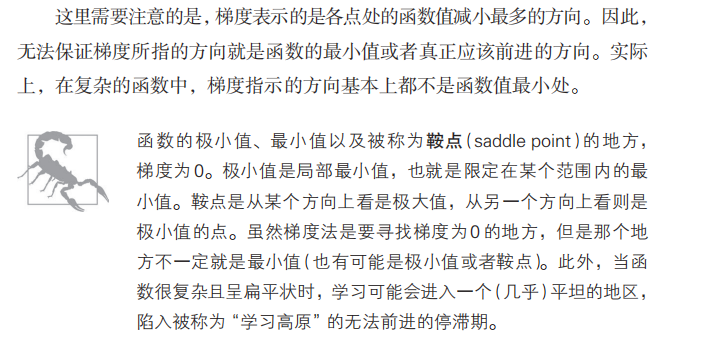 这里需要注意的是，梯度表示的是各点处的函数值减小最多的方向。因此，
无法保证梯度所指的方向就是函数的最小值或者真正应该前进的方向。实际
上，在复杂的函数中，梯度指示的方向基本上都不是函数值最小处。
函数的极小值、最小值以及被称为鞍点（saddle point）的地方，
梯度为0。极小值是局部最小值，也就是限定在某个范围内的最
小值。鞍点是从某个方向上看是极大值，从另一个方向上看则是
极小值的点。虽然梯度法是要寻找梯度为0的地方，但是那个地
方不一定就是最小值（也有可能是极小值或者鞍点）。此外，当函
数很复杂且呈扁平状时，学习可能会进入一个（几乎）平坦的地区，
陷入被称为“学习高原”的无法前进的停滞期。